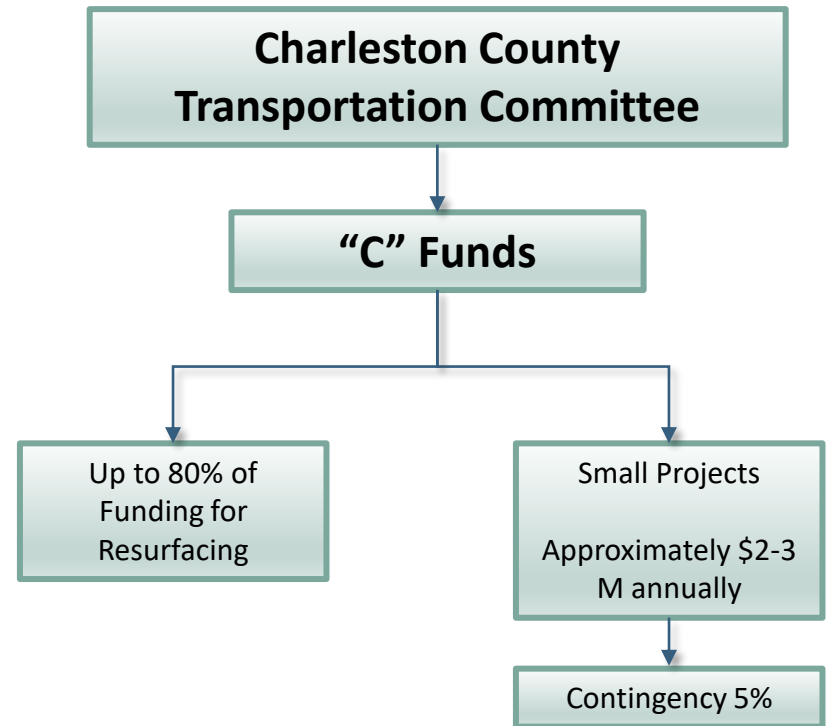 Charleston County
Transportation Committee
“C” Funds
Up to 80% of
Funding for
Resurfacing
Small Projects
Approximately $2-3
M annually
Contingency 5%